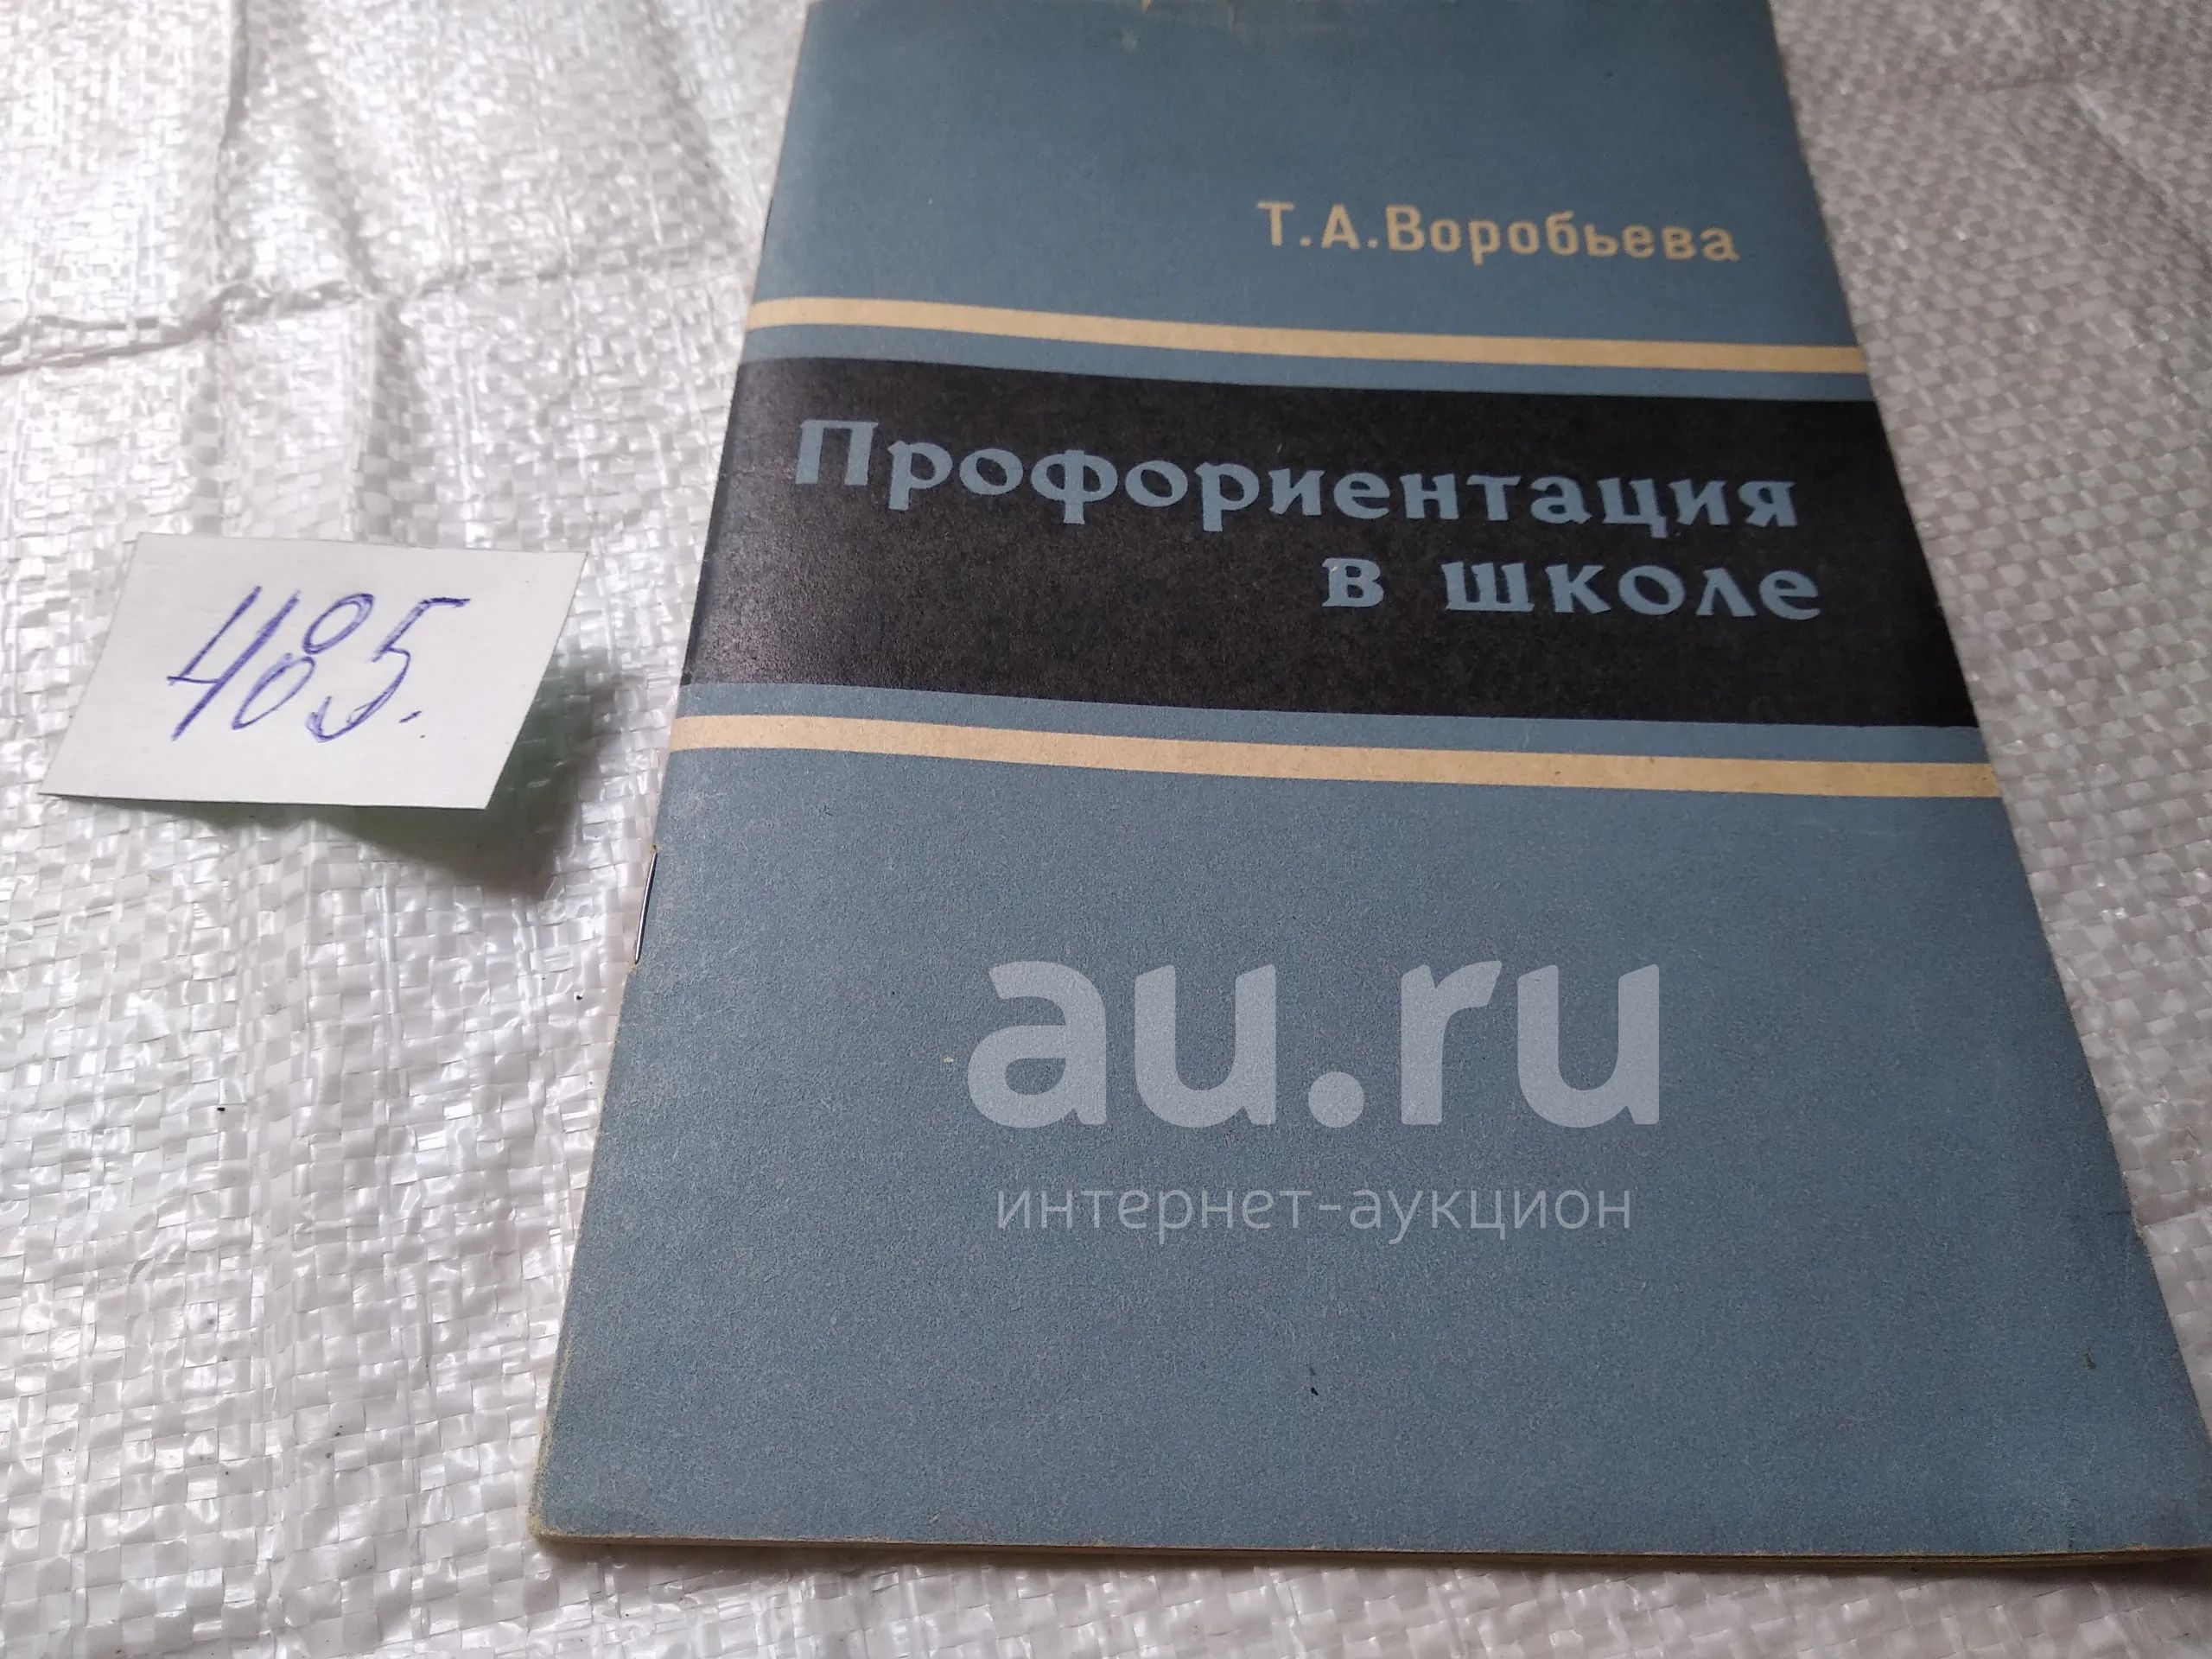 Т.А.Воробьева
Профориентация
в школе
485.
au.ru
интернет-аукцион